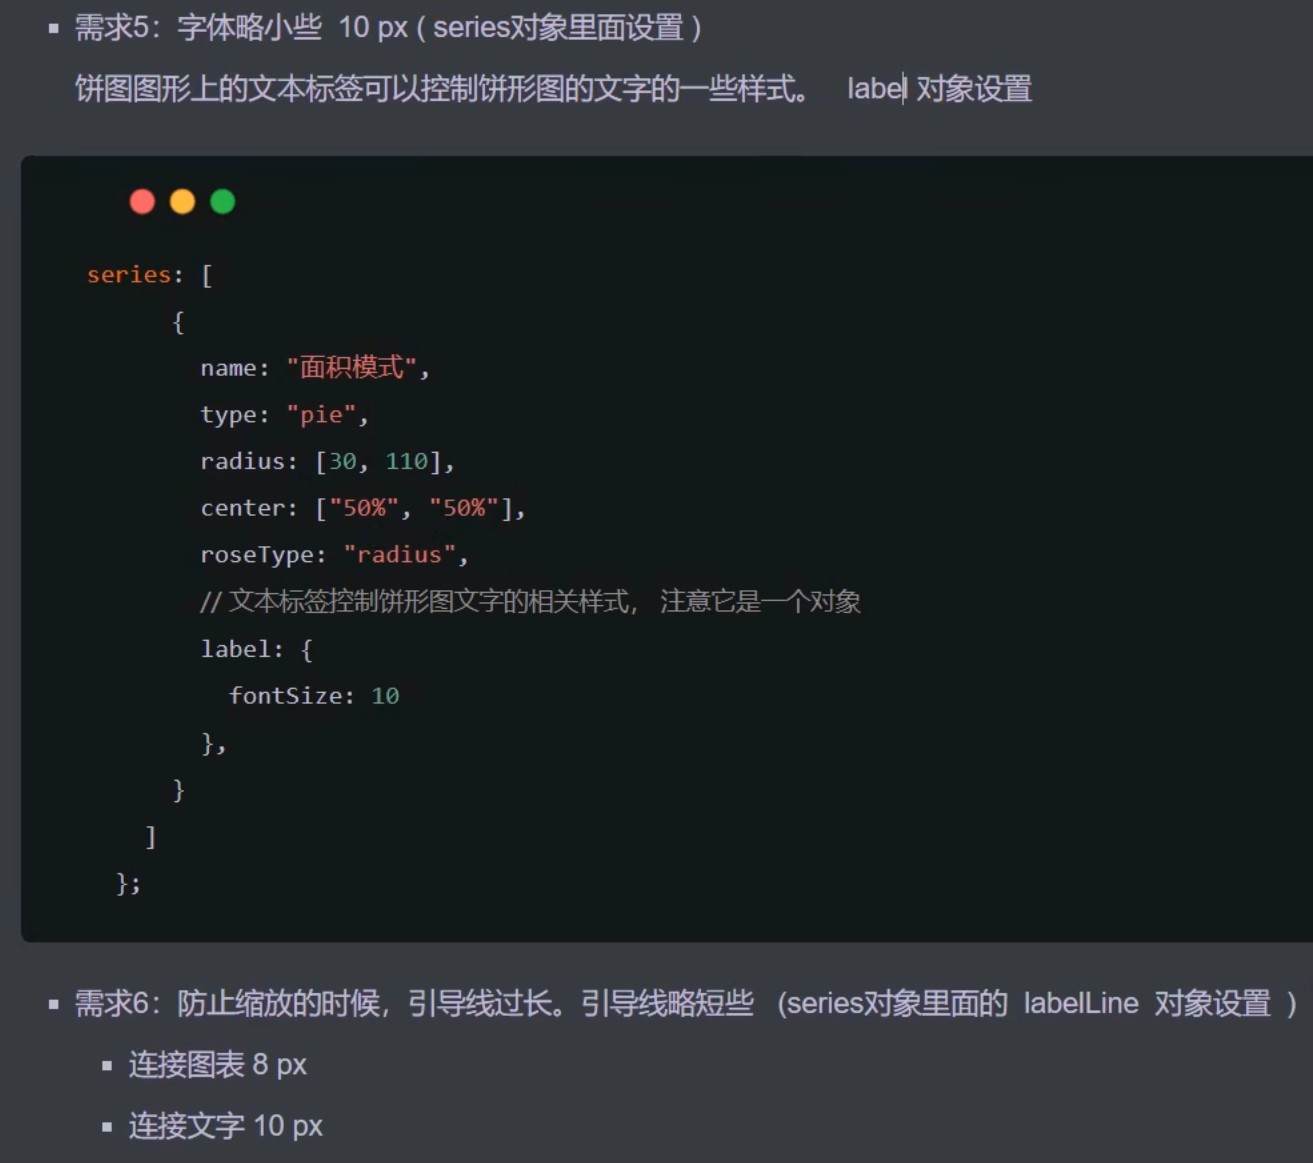 需求5：字体略小些 10 px ( series对象里面设置 )
饼图图形上的文本标签可以控制饼形图的文字的一些样式。 label 对象设置
series: [
{
name: "面积模式",
type: "pie",
radius: [30, 110],
center: ["50%", "50%"],
roseType: "radius",
// 文本标签控制饼形图文字的相关样式， 注意它是一个对象
label: {
fontSize: 10
},
}
]
};
需求6：防止缩放的时候，引导线过长。引导线略短些 (series对象里面的 labelLine 对象设置 )
连接图表 8 px
连接文字 10 px